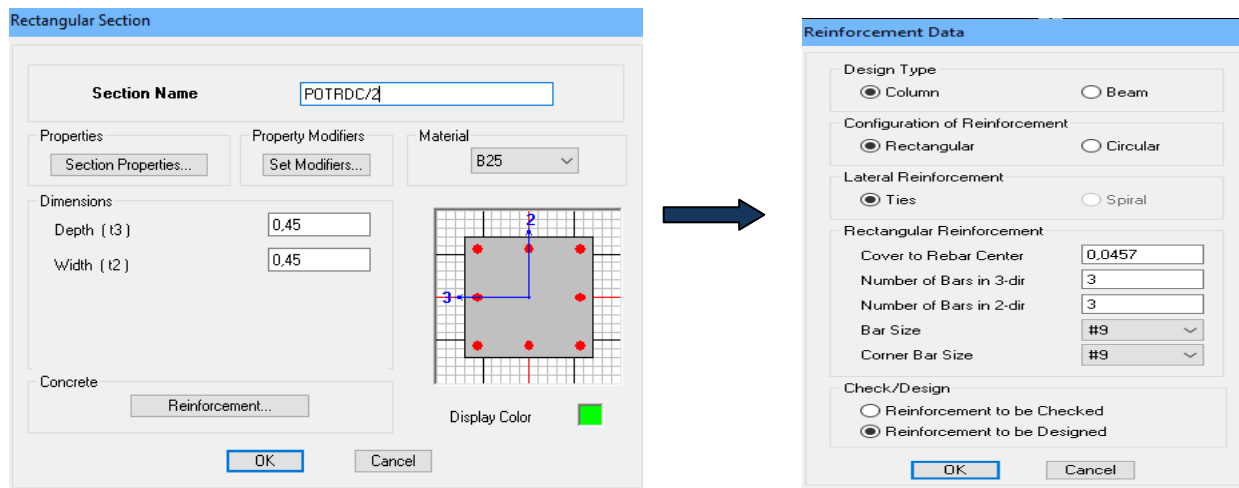 Rectangular Section
Section Name POTRDC/2
Properties Property Modifiers Material
Section Properties... Set Modifiers... B25
Dimensions
Depth ( t3 ) 0,45
Width ( t2 ) 0,45
2
3
Concrete
Reinforcement...
Display Color
OK Cancel
Reinforcement Data
Design Type
Column Beam
Configuration of Reinforcement
Rectangular Circular
Lateral Reinforcement
Ties Spiral
Rectangular Reinforcement
Cover to Rebar Center 0,0457
Number of Bars in 3-dir 3
Number of Bars in 2-dir 3
Bar Size #9
Corner Bar Size #9
Check/Design
Reinforcement to be Checked
Reinforcement to be Designed
OK Cancel